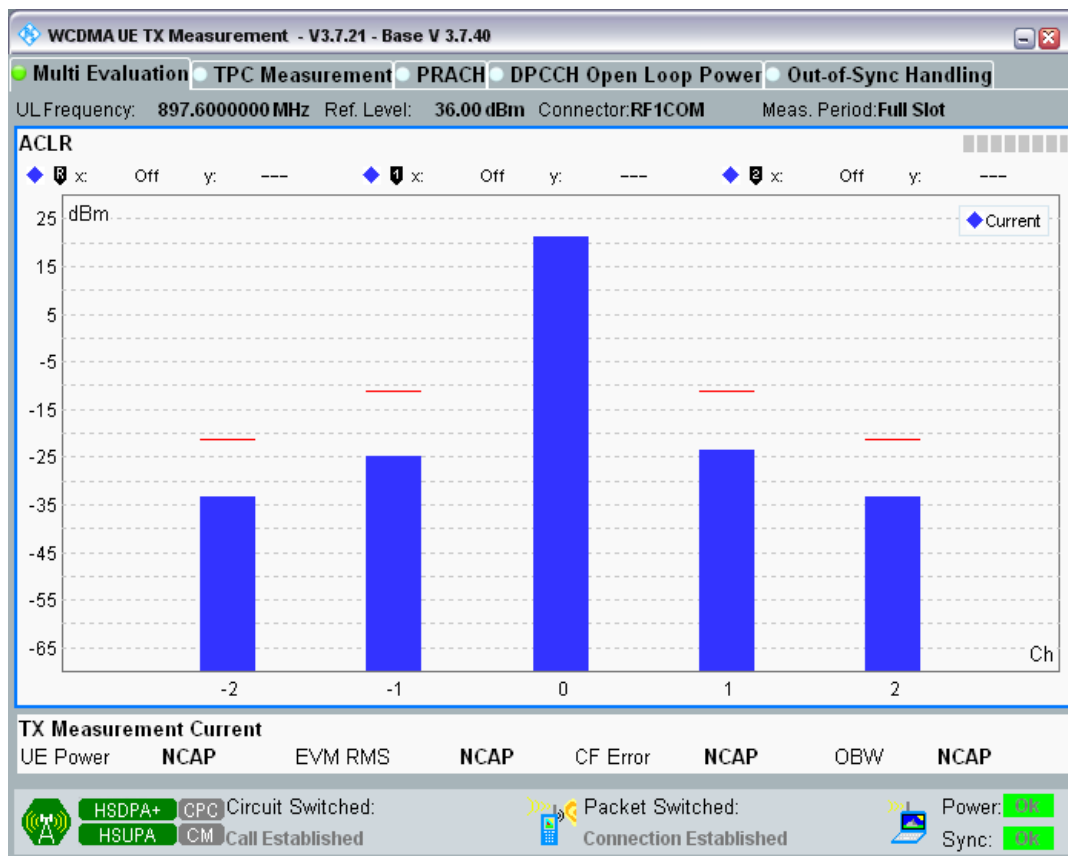 WCDMA UE TX Measurement - V3.7.21 - Base V 3.7.40
Multi Evaluation TPC Measurement PRACH DPCCH Open Loop Power Out-of-Sync Handling
UL Frequency: 897.6000000 MHz Ref. Level: 36.00 dBm Connector:RF1COM Meas. Period:Full Slot
ACLR
R x: Off y: --- 1 x: Off y: --- 2 x: Off y: ---
dBm
Current
25
15
5
-5
-15
-25
-35
-45
-55
-65
Ch
-2 -1 0 1 2
TX Measurement Current
UE Power NCAP EVM RMS NCAP CF Error NCAP OBW NCAP
HSDPA+ CPC Circuit Switched: Packet Switched: Power: OK
HSUPA CM Call Established Connection Established Sync: OK